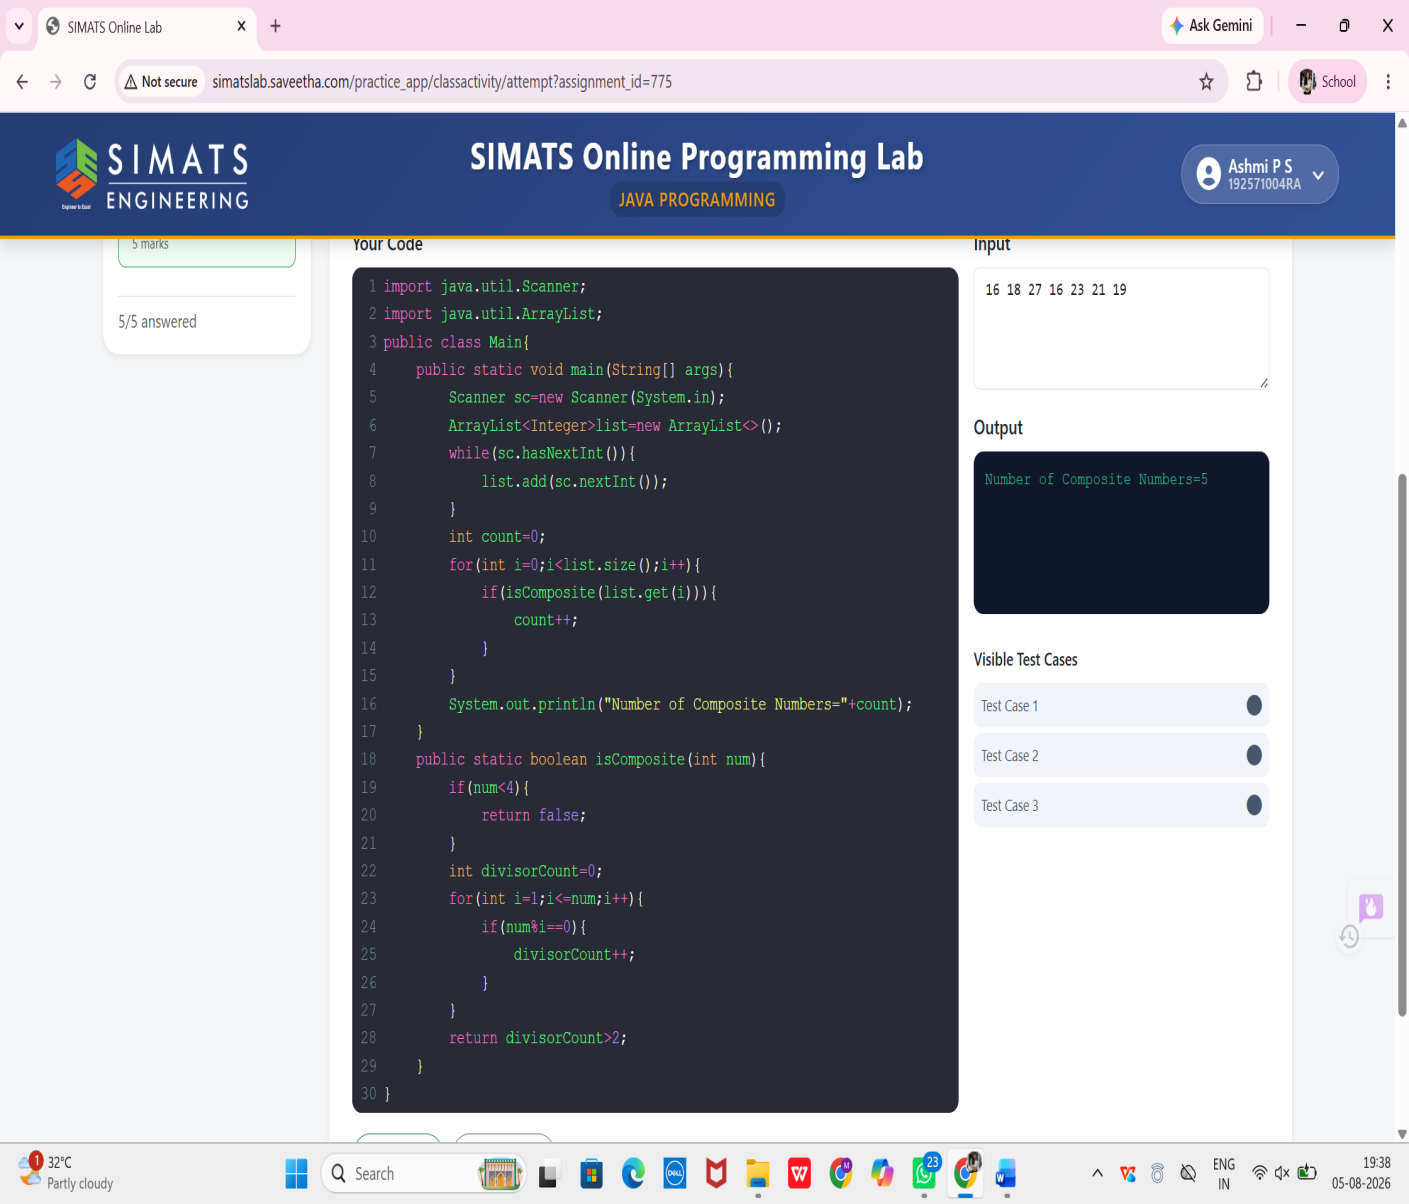 SIMATS Online Lab
Ask Gemini
Not secure
simatslab.saveetha.com/practice_app/classactivity/attempt?assignment_id=775
School
SIMATS
ENGINEERING
Engineer to Excel
SIMATS Online Programming Lab
JAVA PROGRAMMING
Ashmi P S
192571004RA
5 marks
5/5 answered
Your Code
1 import java.util.Scanner;
2 import java.util.ArrayList;
3 public class Main{
4     public static void main(String[] args){
5         Scanner sc=new Scanner(System.in);
6         ArrayList<Integer>list=new ArrayList<>();
7         while(sc.hasNextInt()){
8             list.add(sc.nextInt());
9         }
10         int count=0;
11         for(int i=0;i<list.size();i++){
12             if(isComposite(list.get(i))){
13                 count++;
14             }
15         }
16         System.out.println("Number of Composite Numbers="+count);
17     }
18     public static boolean isComposite(int num){
19         if(num<4){
20             return false;
21         }
22         int divisorCount=0;
23         for(int i=1;i<=num;i++){
24             if(num%i==0){
25                 divisorCount++;
26             }
27         }
28         return divisorCount>2;
29     }
30 }
Input
16 18 27 16 23 21 19
Output
Number of Composite Numbers=5
Visible Test Cases
Test Case 1
Test Case 2
Test Case 3
1
32°C
Partly cloudy
Search
DELL
M
23
W
ENG
IN
19:38
05-08-2026